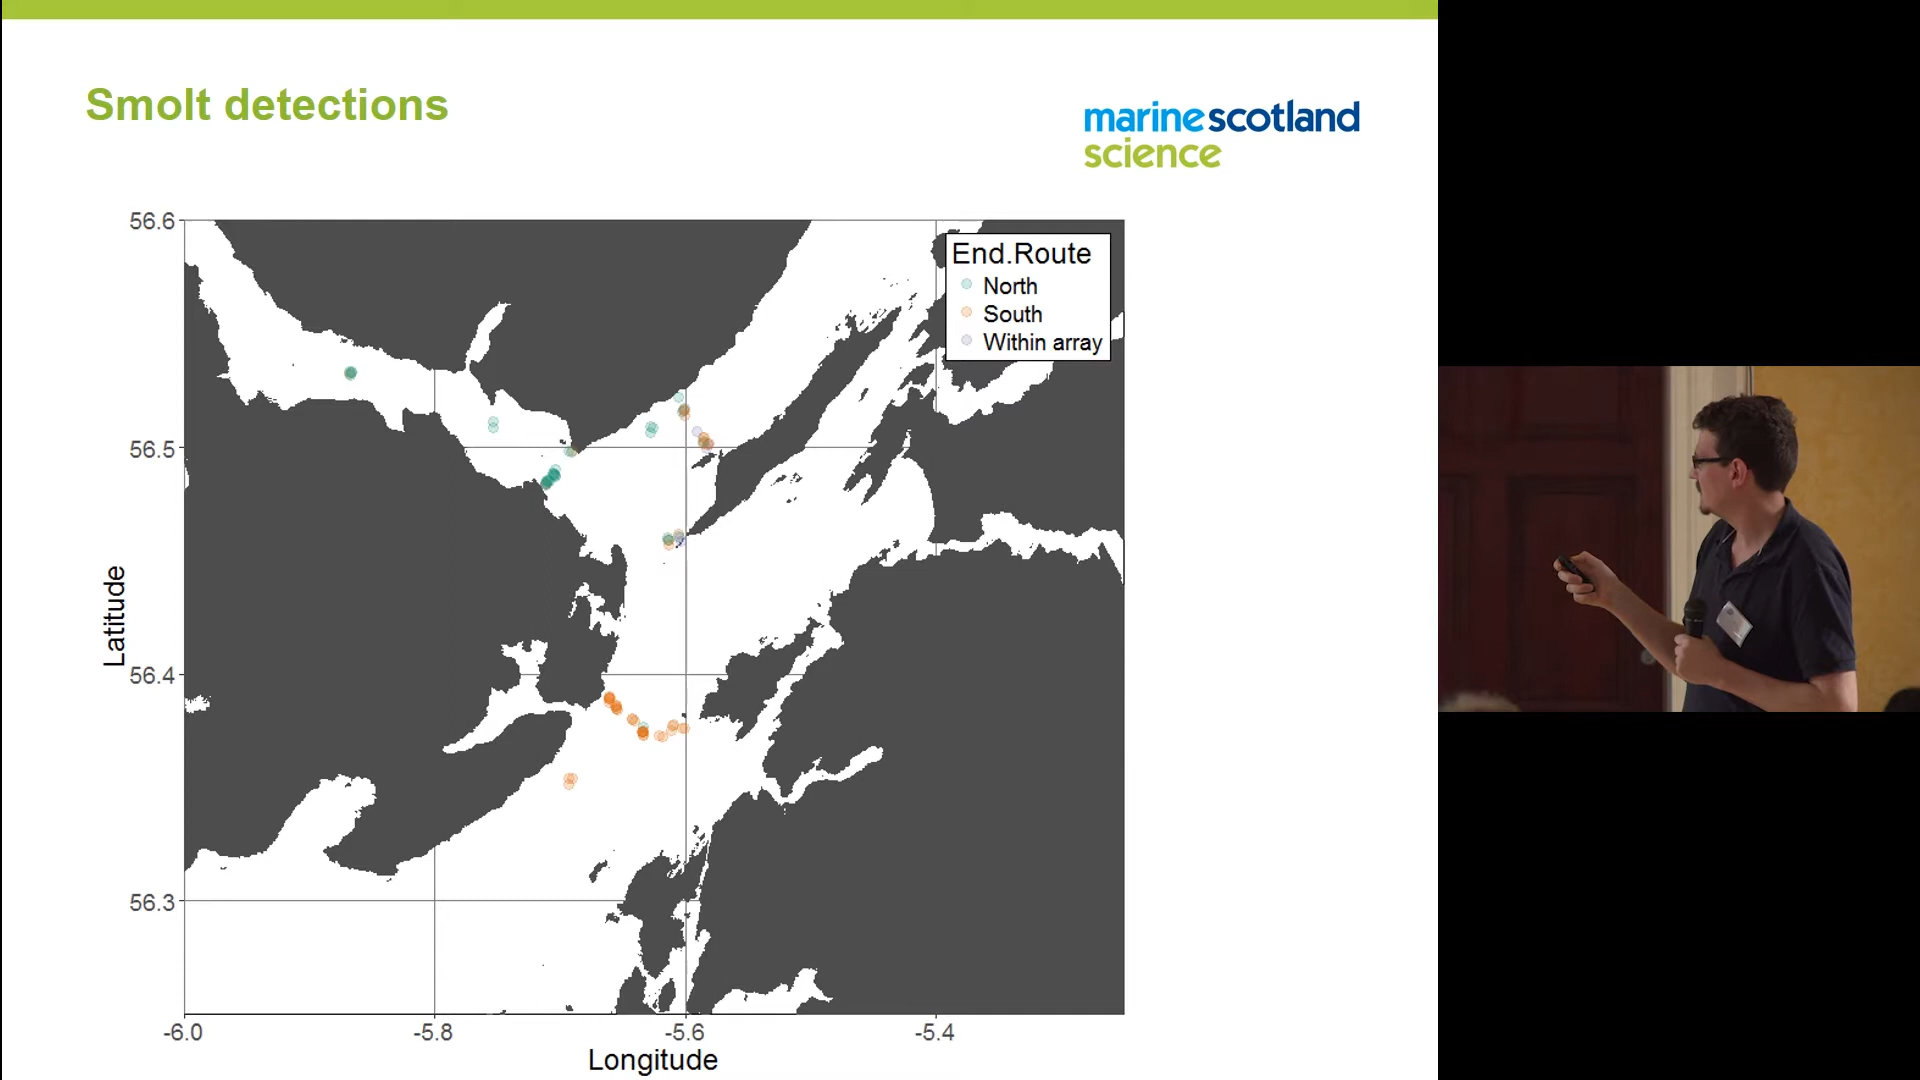 Smolt detections
marinescotland
science
56.6
End.Route
North
South
Within array
56.5
56.4
56.3
Latitude
-6.0
-5.8
-5.6
-5.4
Longitude